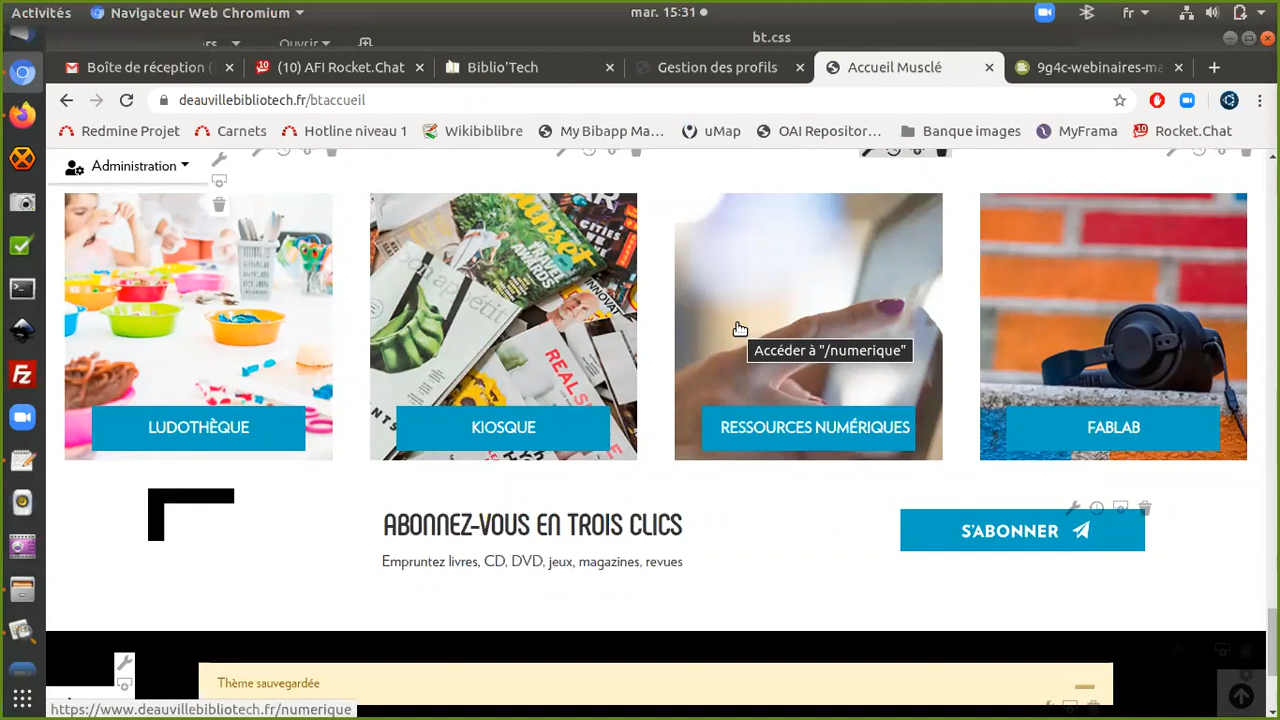 Activités Navigateur Web Chromium mar. 15:31 fr
Ouvrir bt.css
Boîte de réception ( (10) AFI Rocket.Chat Biblio'Tech Gestion des profils Accueil Musclé 9g4c-webinaires-ma
deauvillebibliotech.fr/btaccueil
Redmine Projet Carnets Hotline niveau 1 Wikibiblibre My Bibapp Ma... uMap OAI Repositor... Banque images MyFrama Rocket.Chat
Administration
Accéder à "/numerique"
LUDOTHÈQUE KIOSQUE RESSOURCES NUMÉRIQUES FABLAB
ABONNEZ-VOUS EN TROIS CLICS
S'ABONNER
Empruntez livres, CD, DVD, jeux, magazines, revues
Thème sauvegardée
https://www.deauvillebibliotech.fr/numerique